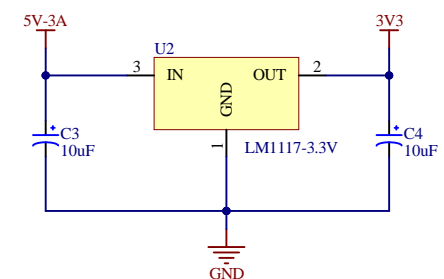 5V-3A
3V3
U2
3 IN OUT 2
GND
1
LM1117-3.3V
C3
10uF
C4
10uF
GND